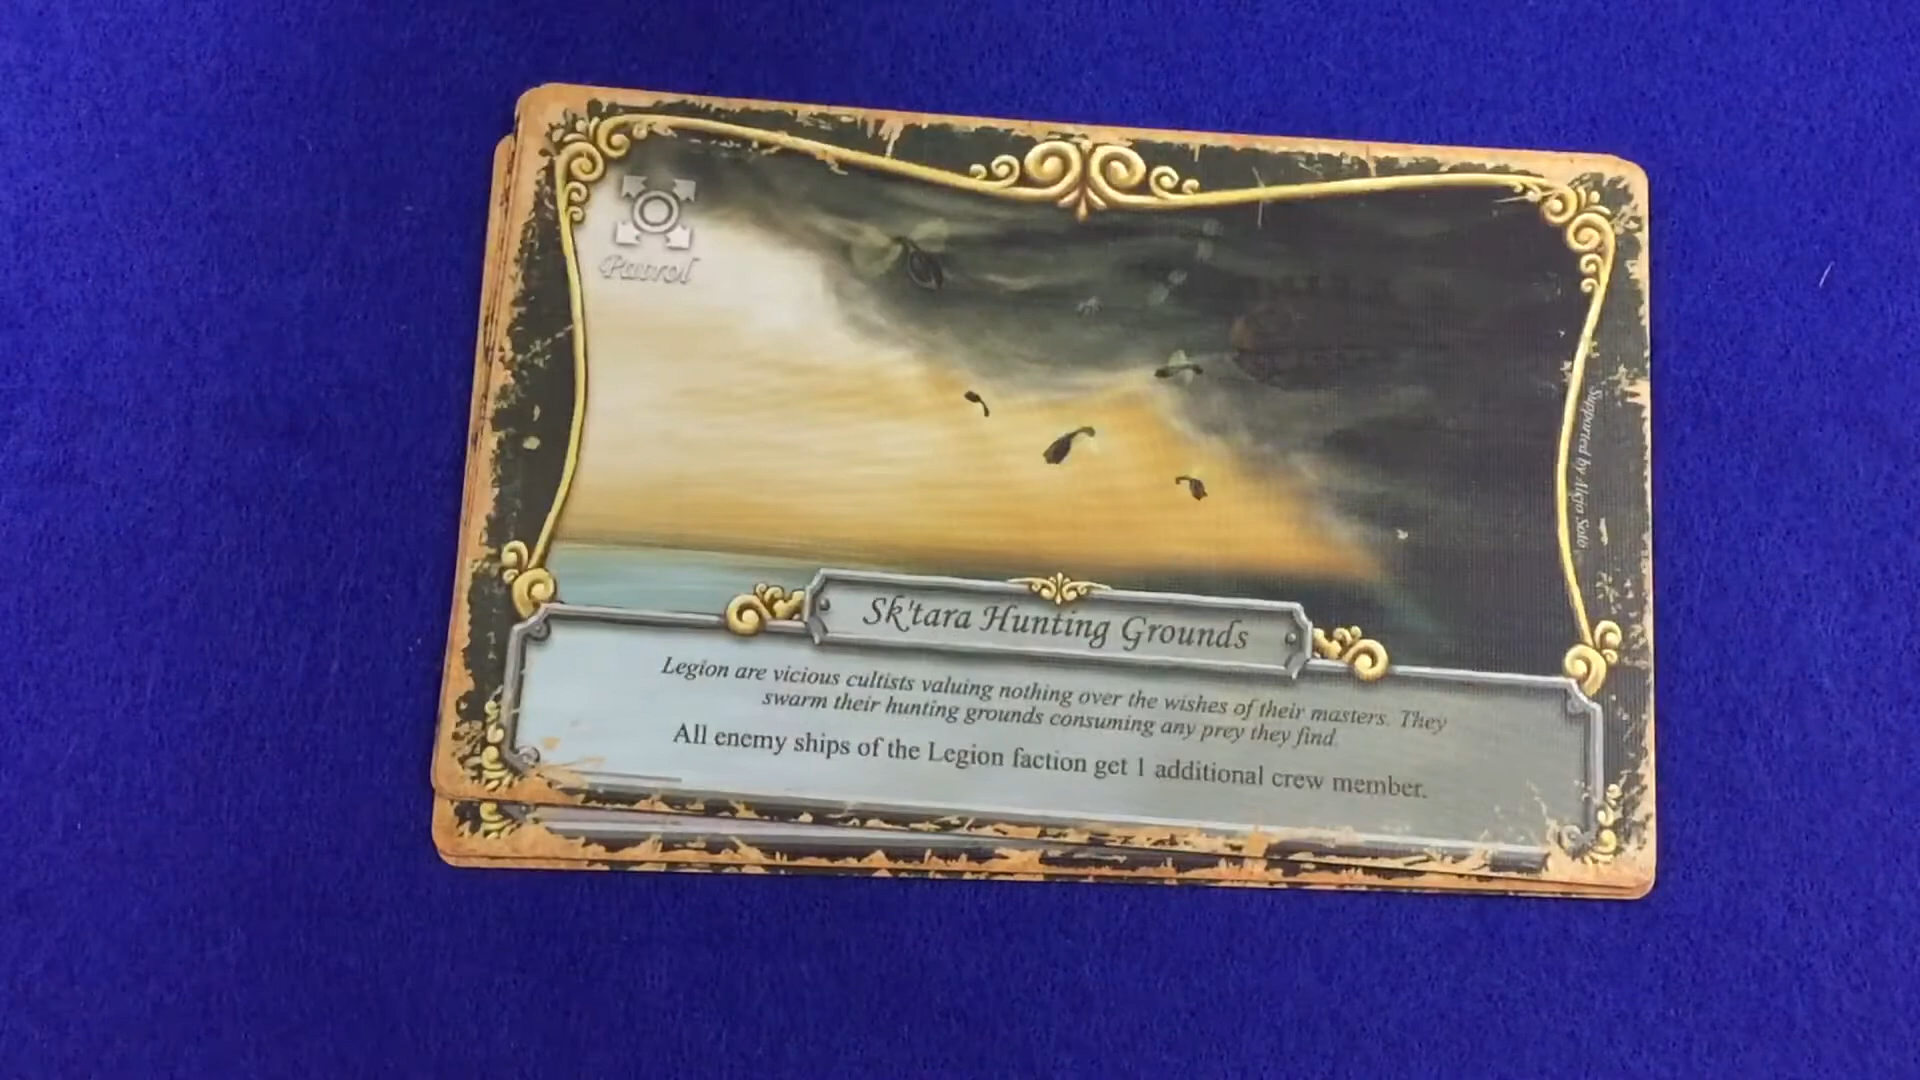 Patrol
Sk'tara Hunting Grounds
Legion are vicious cultists valuing nothing over the wishes of their masters. They
swarm their hunting grounds consuming any prey they find.
All enemy ships of the Legion faction get 1 additional crew member.
Supported by